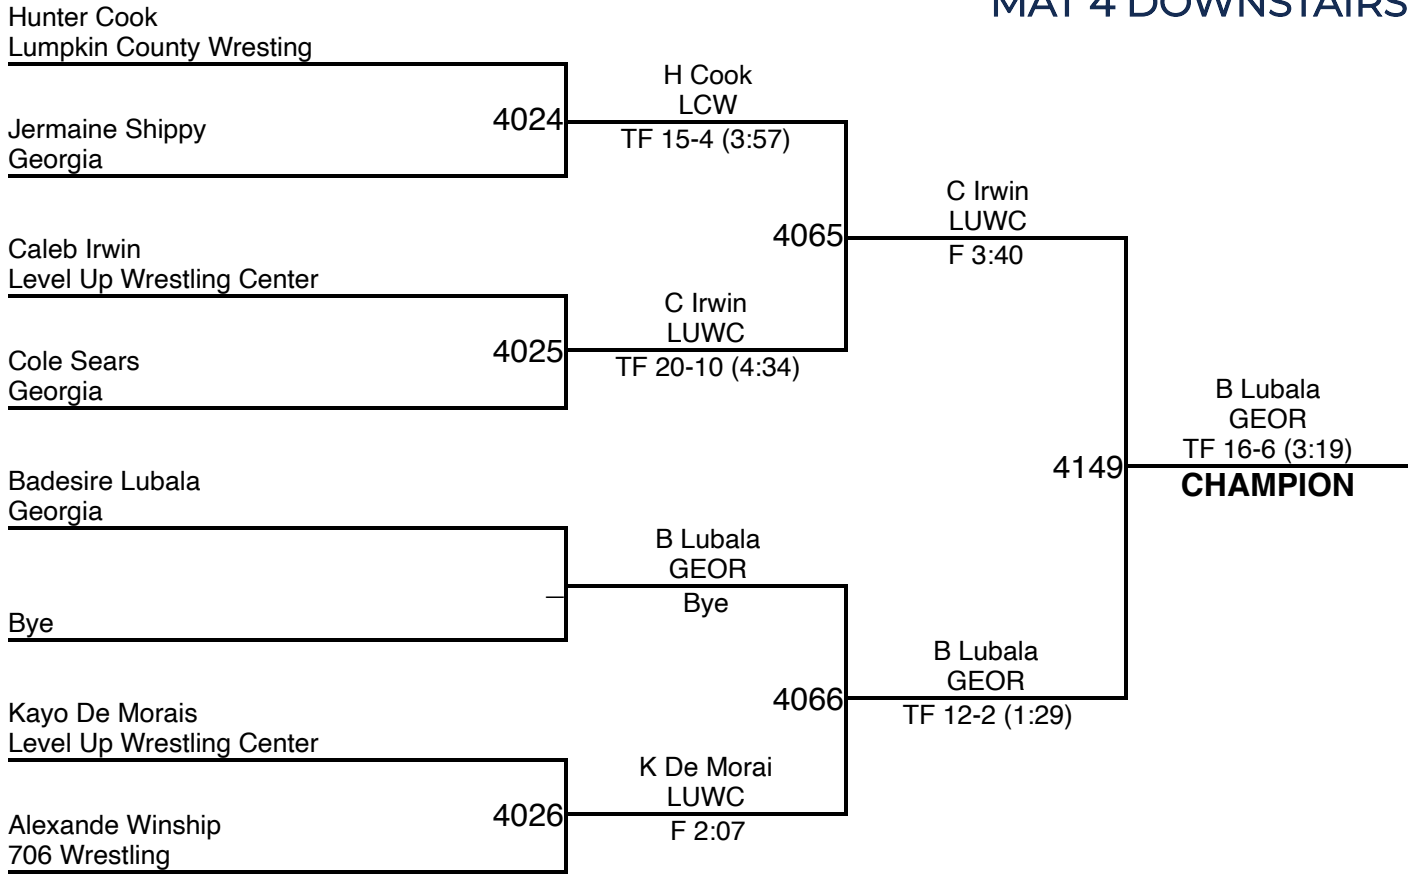 MAT 4 DOWNSTAIRS
Hunter Cook
Lumpkin County Wresting
4024
Jermaine Shippy
Georgia
H Cook
LCW
TF 15-4 (3:57)
Caleb Irwin
Level Up Wrestling Center
4025
Cole Sears
Georgia
C Irwin
LUWC
TF 20-10 (4:34)
4065
C Irwin
LUWC
F 3:40
Badesire Lubala
Georgia
_
Bye
B Lubala
GEOR
Bye
Kayo De Morais
Level Up Wrestling Center
4026
Alexande Winship
706 Wrestling
K De Morai
LUWC
F 2:07
4066
B Lubala
GEOR
TF 12-2 (1:29)
4149
B Lubala
GEOR
TF 16-6 (3:19)
CHAMPION